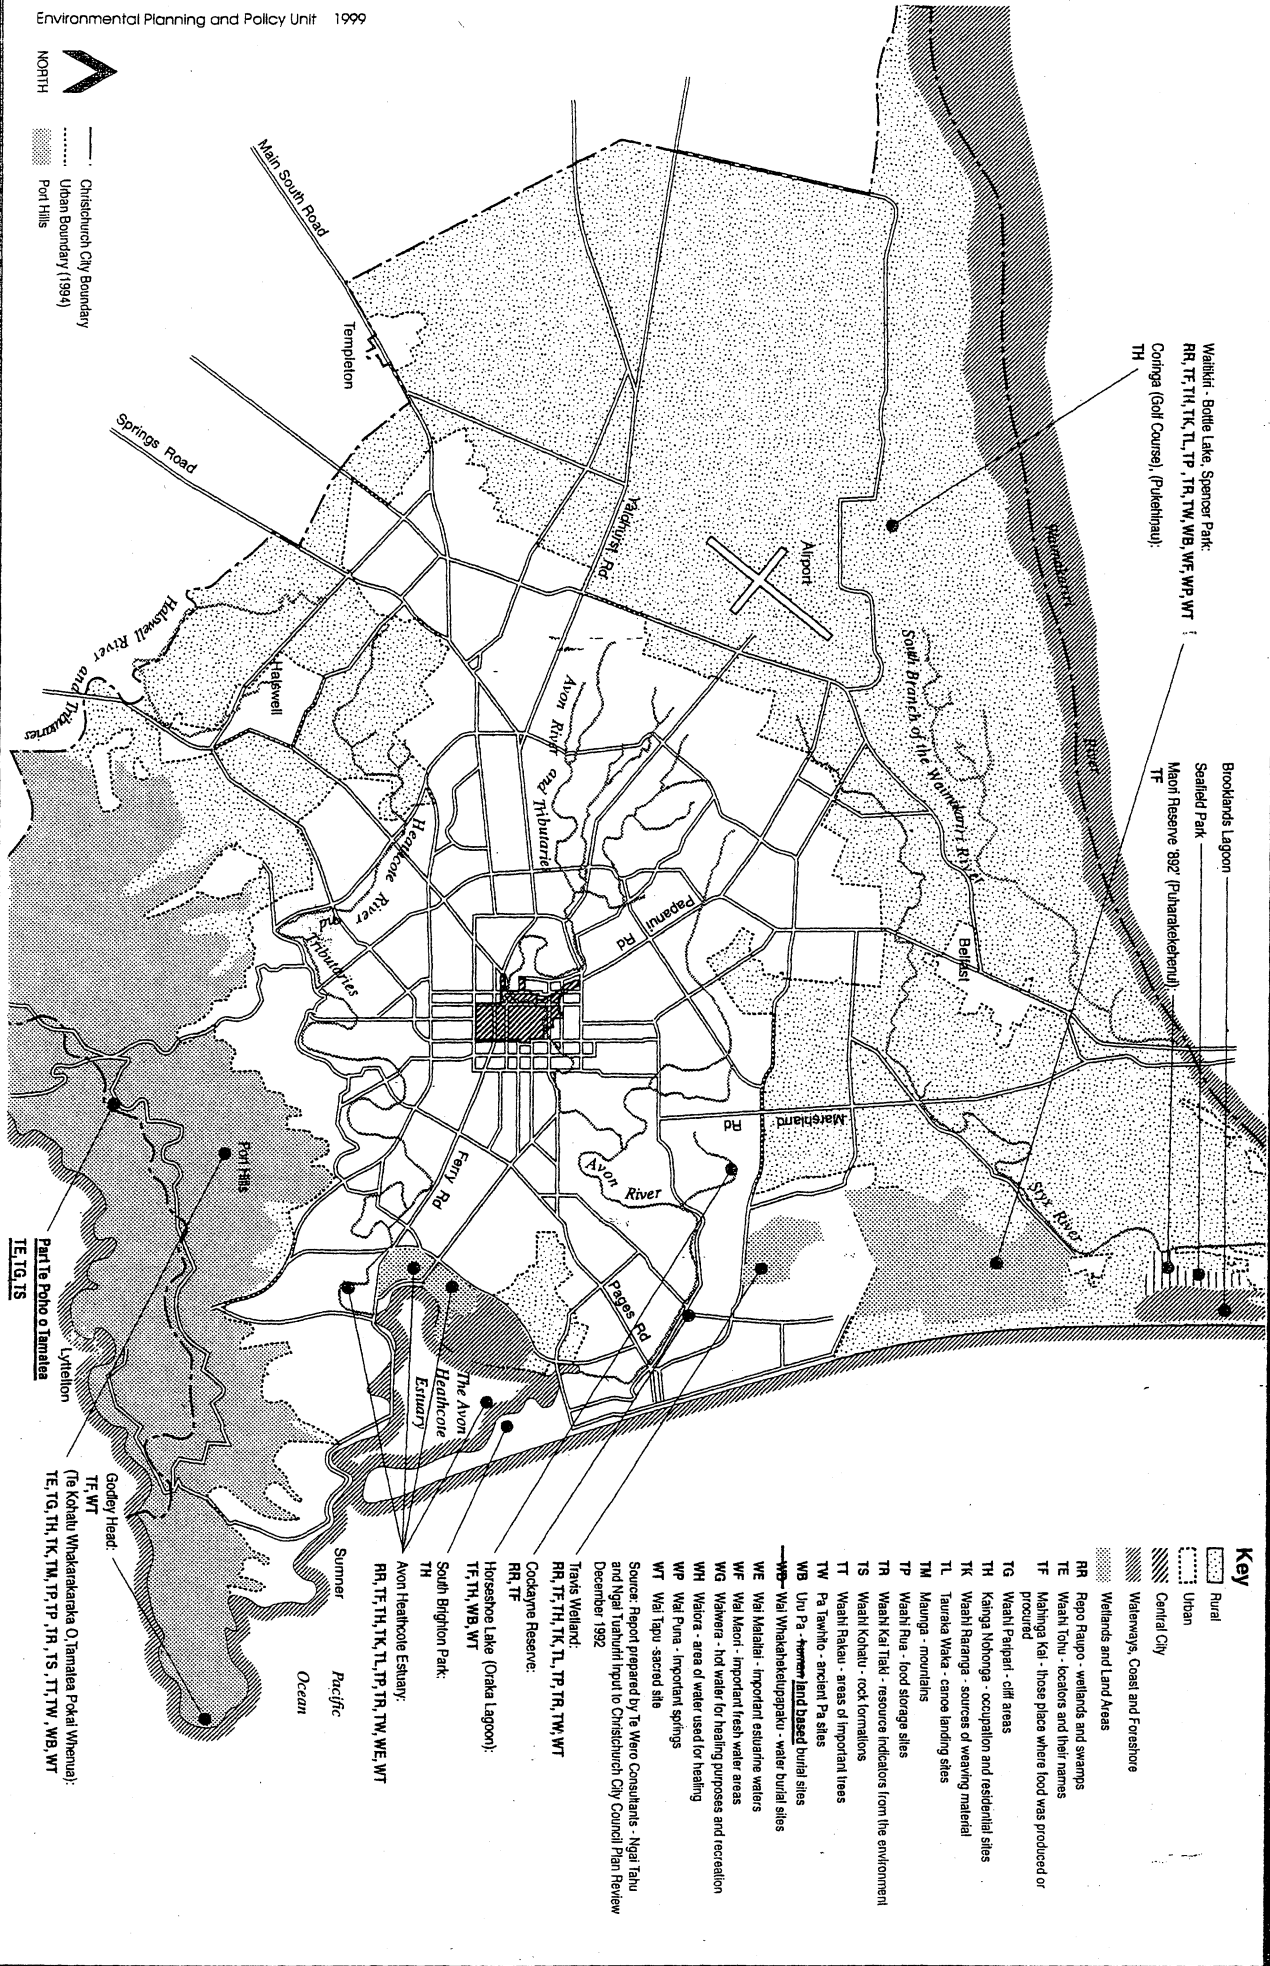 Environmental Planning and Policy Unit 1999
NORTH
Christchurch City Boundary
Urban Boundary (1994)
Port Hills
Waitikiri - Bottle Lake, Spencer Park:
RR, TF, TH, TK, TL, TP, TR, TW, WB, WF, WP, WT
Coringa (Golf Course), (Pukehinau):
TH
Brooklands Lagoon
Seafield Park
Maori Reserve '892' (Puharakekehenui)
TF
Main South Road
Templeton
Springs Road
Yaldhurst Rd
Airport
Waimakariri
River
South Branch of the Waimakariri River
Halswell River and Tributaries
Halswell
Avon River and Tributaries
Heathcote River and Tributaries
Papanui Rd
Belfast
Marshland Rd
Styx River
Avon River
Ferry Rd
Pages Rd
Port Hills
The Avon
Heathcote
Estuary
Part Te Poho o Tamatea
TE, TG, TS
Lyttelton
Sumner
Pacific
Ocean
(Te Kohatu Whakarakaraka O, Tamatea Pokai Whenua):
TE, TG, TH, TK, TM, TP, TP, TR, TS, TT, TW, WB, WT
Godley Head:
TF, WT
Avon Heathcote Estuary:
RR, TF, TH, TK, TL, TP, TR, TW, WE, WT
South Brighton Park:
TH
Horseshoe Lake (Oraka Lagoon):
TF, TH, WB, WT
Cockayne Reserve:
RR, TF
Travis Wetland:
RR, TF, TH, TK, TL, TP, TR, TW, WT
Key
Rural
Urban
Central City
Waterways, Coast and Foreshore
Wetlands and Land Areas
RR Repo Raupo - wetlands and swamps
TE Waahi Tohu - locators and their names
TF Mahinga Kai - those place where food was produced or
procured
TG Waahi Paripari - cliff areas
TH Kainga Nohonga - occupation and residential sites
TK Waahi Raranga - sources of weaving material
TL Tauraka Waka - canoe landing sites
TM Maunga - mountains
TP Waahi Rua - food storage sites
TR Waahi Kai Tiaki - resource indicators from the environment
TS Waahi Kohatu - rock formations
TT Waahi Rakau - areas of important trees
TW Pa Tawhito - ancient Pa sites
WB Uru Pa - human land based burial sites
WD Wai Whakaheketupapaku - water burial sites
WE Wai Mataitai - important estuarine waters
WF Wai Maori - important fresh water areas
WG Waiwera - hot water for healing purposes and recreation
WH Waiora - area of water used for healing
WP Wai Puna - important springs
WT Wai Tapu - sacred site
Source: Report prepared by Te Wero Consultants - Ngai Tahu
and Ngai Tuahuriri Input to Christchurch City Council Plan Review
December 1992